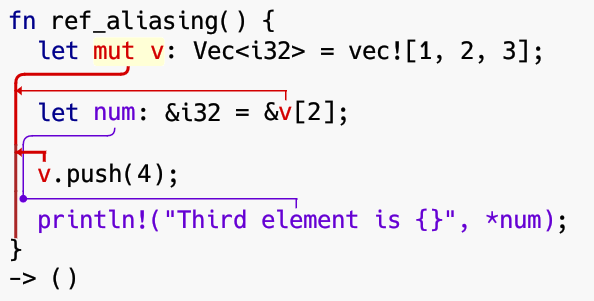 fn ref_aliasing() {
  let mut v: Vec<i32> = vec![1, 2, 3];
  let num: &i32 = &v[2];
  v.push(4);
  println!("Third element is {}", *num);
}
-> ()